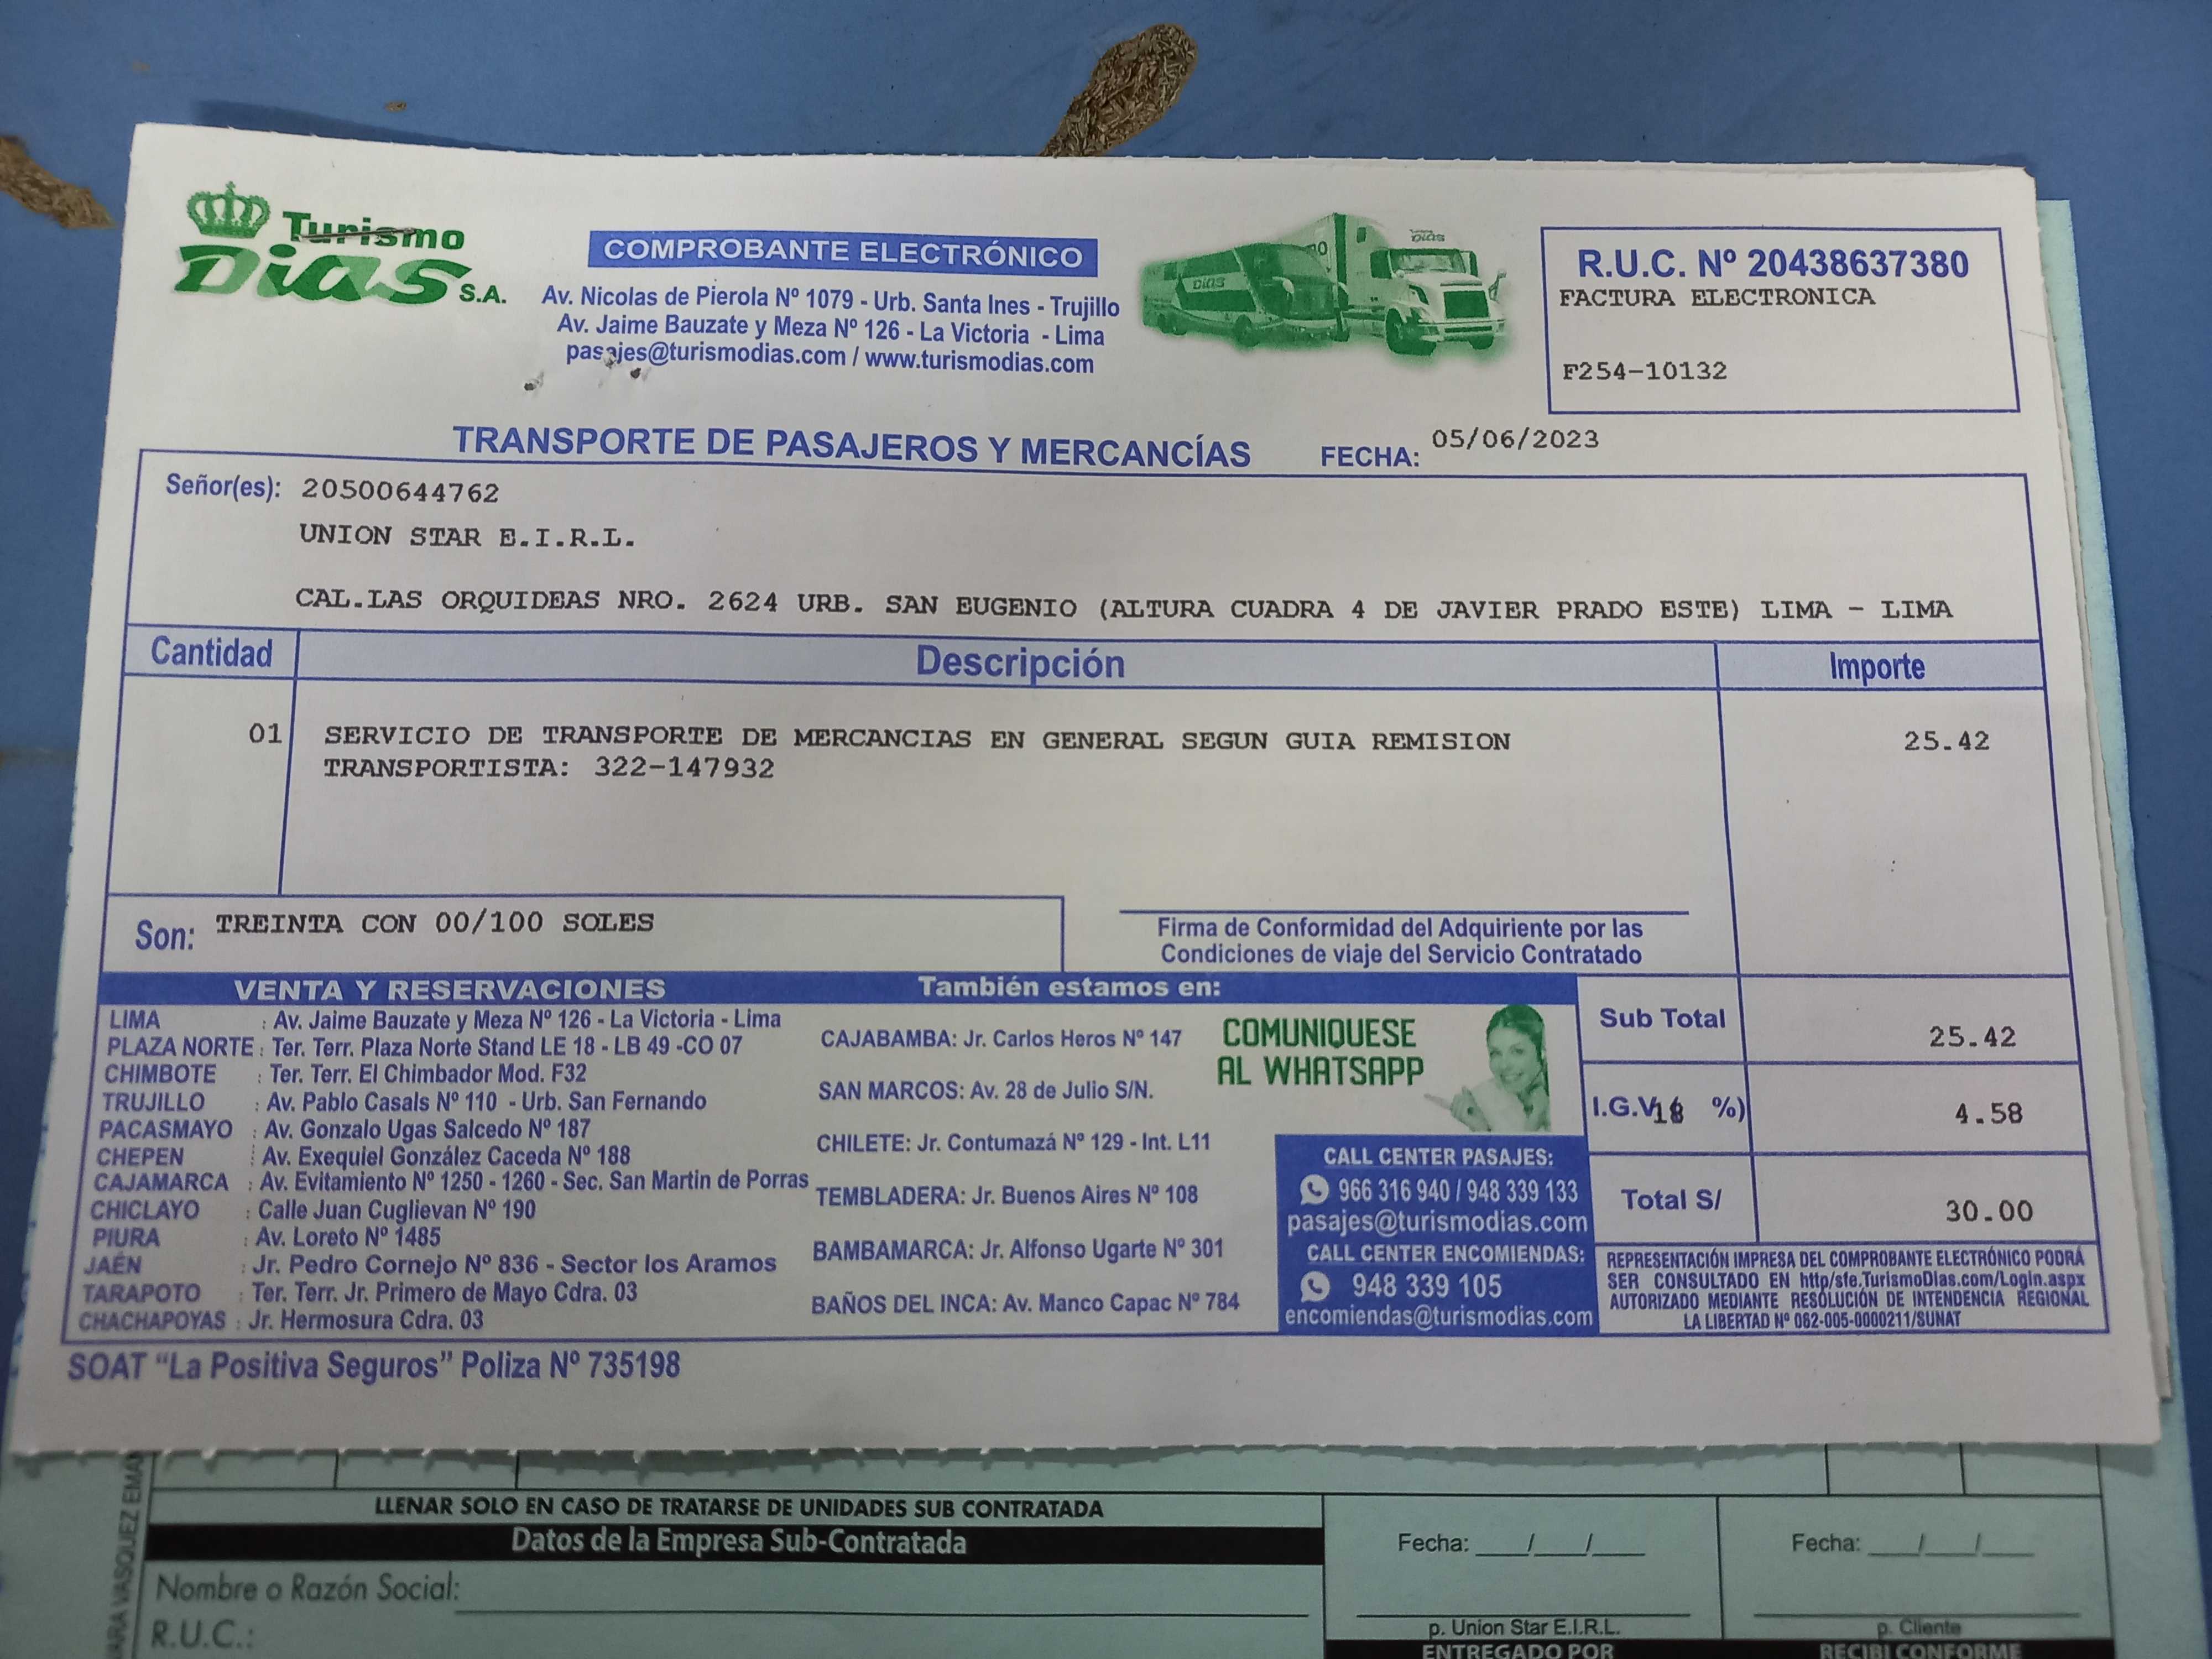 Turismo
Dias S.A.
COMPROBANTE ELECTRÓNICO
Av. Nicolas de Pierola Nº 1079 - Urb. Santa Ines - Trujillo
Av. Jaime Bauzate y Meza Nº 126 - La Victoria - Lima
pasajes@turismodias.com / www.turismodias.com
Dias
Dias
R.U.C. Nº 20438637380
FACTURA ELECTRONICA
F254-10132
TRANSPORTE DE PASAJEROS Y MERCANCÍAS
FECHA: 05/06/2023
Señor(es): 20500644762
UNION STAR E.I.R.L.
CAL.LAS ORQUIDEAS NRO. 2624 URB. SAN EUGENIO (ALTURA CUADRA 4 DE JAVIER PRADO ESTE) LIMA - LIMA
Cantidad Descripción Importe
01 SERVICIO DE TRANSPORTE DE MERCANCIAS EN GENERAL SEGUN GUIA REMISION 25.42
TRANSPORTISTA: 322-147932
Son: TREINTA CON 00/100 SOLES
Firma de Conformidad del Adquiriente por las
Condiciones de viaje del Servicio Contratado
VENTA Y RESERVACIONES
LIMA : Av. Jaime Bauzate y Meza Nº 126 - La Victoria - Lima
PLAZA NORTE : Ter. Terr. Plaza Norte Stand LE 18 - LB 49 -CO 07
CHIMBOTE : Ter. Terr. El Chimbador Mod. F32
TRUJILLO : Av. Pablo Casals Nº 110 - Urb. San Fernando
PACASMAYO : Av. Gonzalo Ugas Salcedo Nº 187
CHEPEN : Av. Exequiel González Caceda Nº 188
CAJAMARCA : Av. Evitamiento Nº 1250 - 1260 - Sec. San Martin de Porras
CHICLAYO : Calle Juan Cuglievan Nº 190
PIURA : Av. Loreto Nº 1485
JAÉN : Jr. Pedro Cornejo Nº 836 - Sector los Aramos
TARAPOTO : Ter. Terr. Jr. Primero de Mayo Cdra. 03
CHACHAPOYAS : Jr. Hermosura Cdra. 03
También estamos en:
CAJABAMBA: Jr. Carlos Heros Nº 147
SAN MARCOS: Av. 28 de Julio S/N.
CHILETE: Jr. Contumazá Nº 129 - Int. L11
TEMBLADERA: Jr. Buenos Aires Nº 108
BAMBAMARCA: Jr. Alfonso Ugarte Nº 301
BAÑOS DEL INCA: Av. Manco Capac Nº 784
COMUNIQUESE
AL WHATSAPP
CALL CENTER PASAJES:
966 316 940 / 948 339 133
pasajes@turismodias.com
CALL CENTER ENCOMIENDAS:
948 339 105
encomiendas@turismodias.com
Sub Total 25.42
I.G.V 18 %) 4.58
Total S/ 30.00
REPRESENTACIÓN IMPRESA DEL COMPROBANTE ELECTRÓNICO PODRÁ
SER CONSULTADO EN http/sfe.TurismoDias.com/Login.aspx
AUTORIZADO MEDIANTE RESOLUCIÓN DE INTENDENCIA REGIONAL
LA LIBERTAD Nº 062-005-0000211/SUNAT
SOAT “La Positiva Seguros” Poliza Nº 735198
LLENAR SOLO EN CASO DE TRATARSE DE UNIDADES SUB CONTRATADA
Datos de la Empresa Sub-Contratada
Nombre o Razón Social:
R.U.C.:
Fecha: ___/___/___
p. Union Star E.I.R.L.
ENTREGADO POR
Fecha: ___/___/___
p. Cliente
RECIBI CONFORME
VASQUEZ